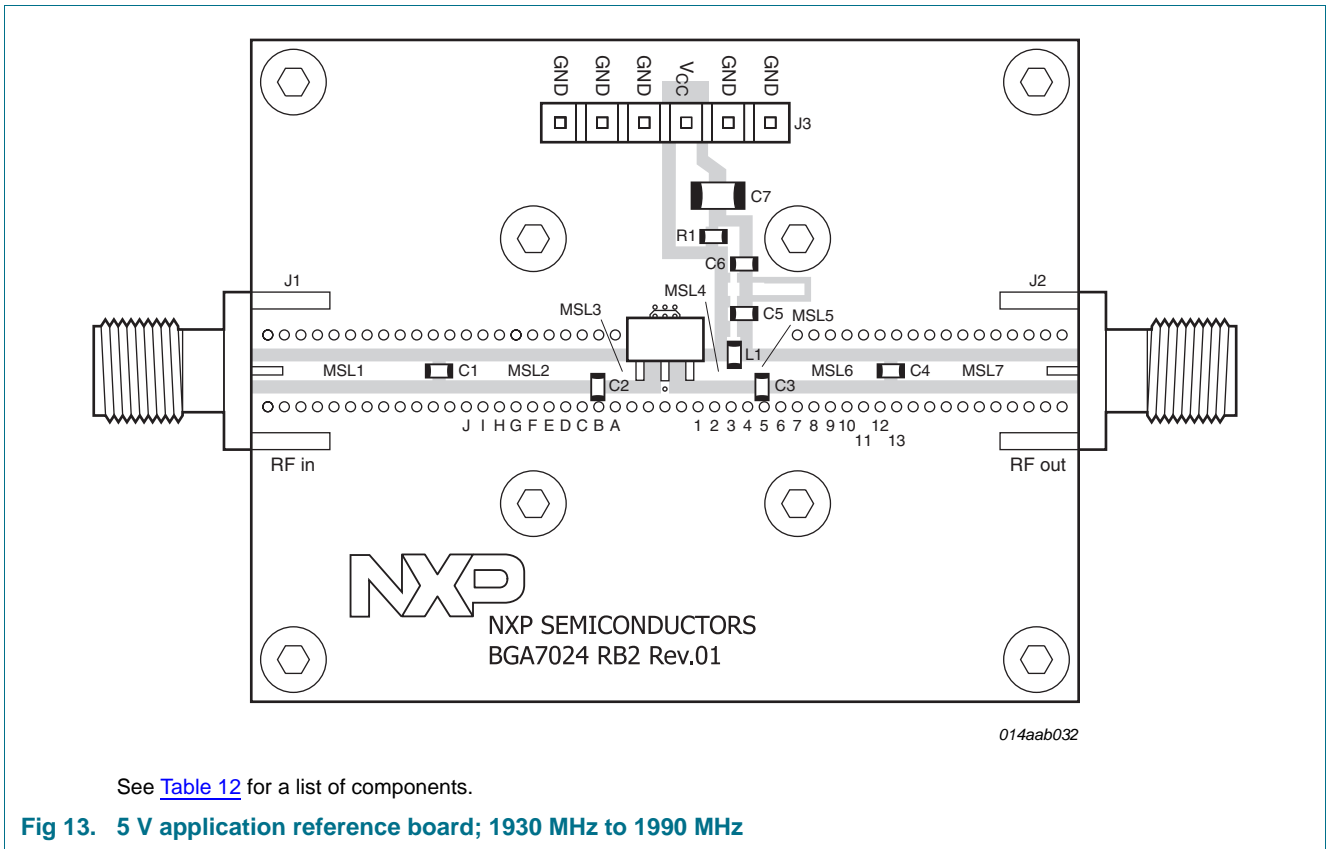 GND GND GND VCC GND GND
J3
C7
R1
C6
J1
J2
MSL4
MSL3
C5
MSL5
L1
MSL1
C1
MSL2
C2
C3
MSL6
C4
MSL7
J I H G F E D C B A
1 2 3 4 5 6 7 8 9 10 12
11 13
RF in
RF out
NXP
NXP SEMICONDUCTORS
BGA7024 RB2 Rev.01
014aab032
See Table 12 for a list of components.
Fig 13. 5 V application reference board; 1930 MHz to 1990 MHz